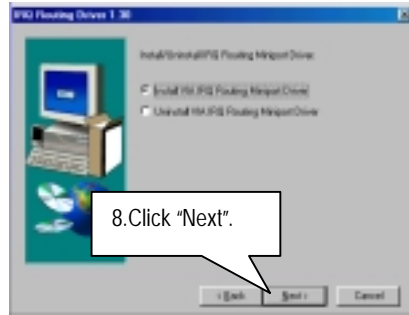 IRQ Routing Driver 1.30
Install/Uninstall IRQ Routing Miniport Driver.
Install VIA IRQ Routing Miniport Driver
Uninstall VIA IRQ Routing Miniport Driver
8.Click “Next”.
< Back
Next >
Cancel